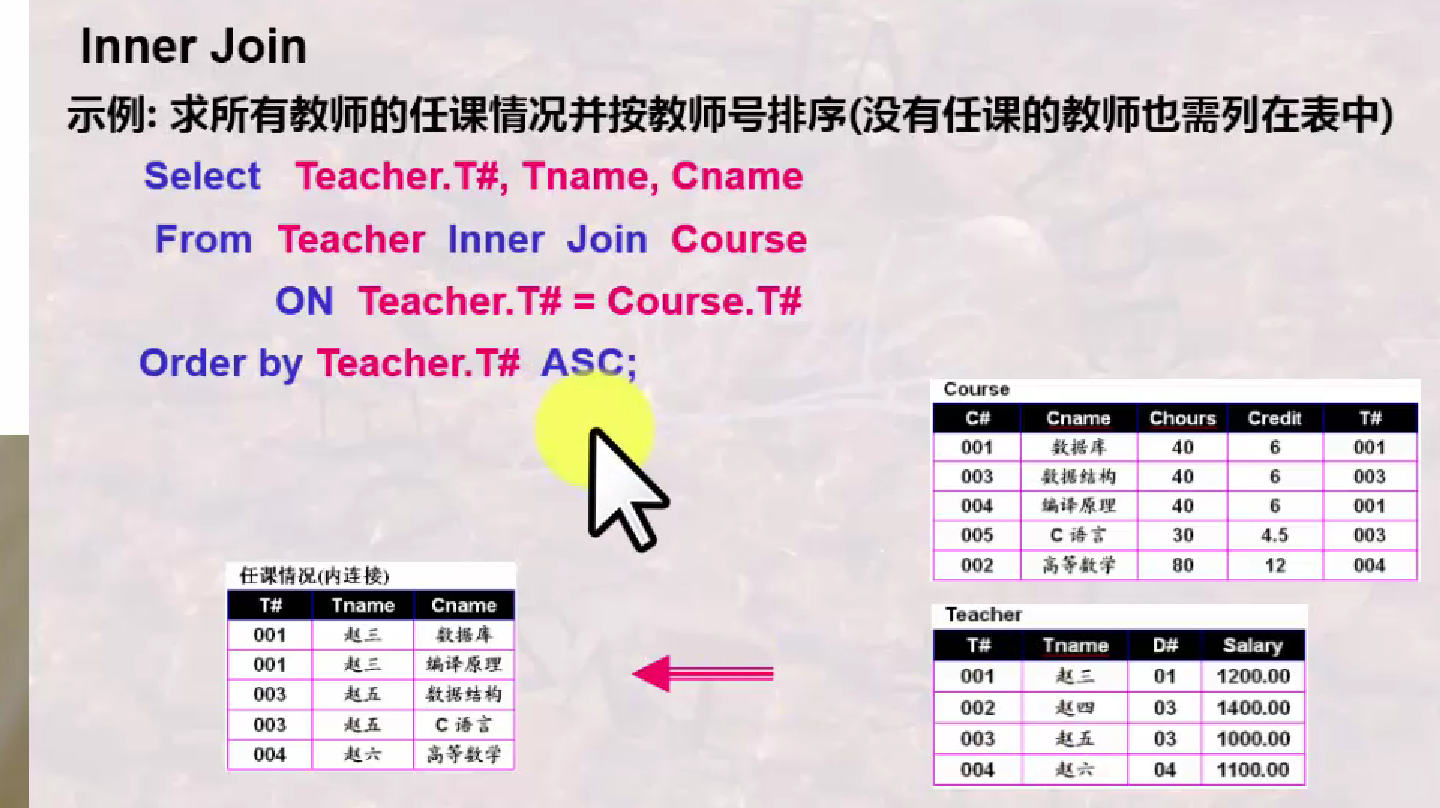 Inner Join
示例: 求所有教师的任课情况并按教师号排序(没有任课的教师也需列在表中)
Select Teacher.T#, Tname, Cname
From Teacher Inner Join Course
ON Teacher.T# = Course.T#
Order by Teacher.T# ASC;
Course
C# Cname Chours Credit T#
001 数据库 40 6 001
003 数据结构 40 6 003
004 编译原理 40 6 001
005 C 语言 30 4.5 003
002 高等数学 80 12 004
任课情况(内连接)
T# Tname Cname
001 赵三 数据库
001 赵三 编译原理
003 赵五 数据结构
003 赵五 C 语言
004 赵六 高等数学
Teacher
T# Tname D# Salary
001 赵三 01 1200.00
002 赵四 03 1400.00
003 赵五 03 1000.00
004 赵六 04 1100.00